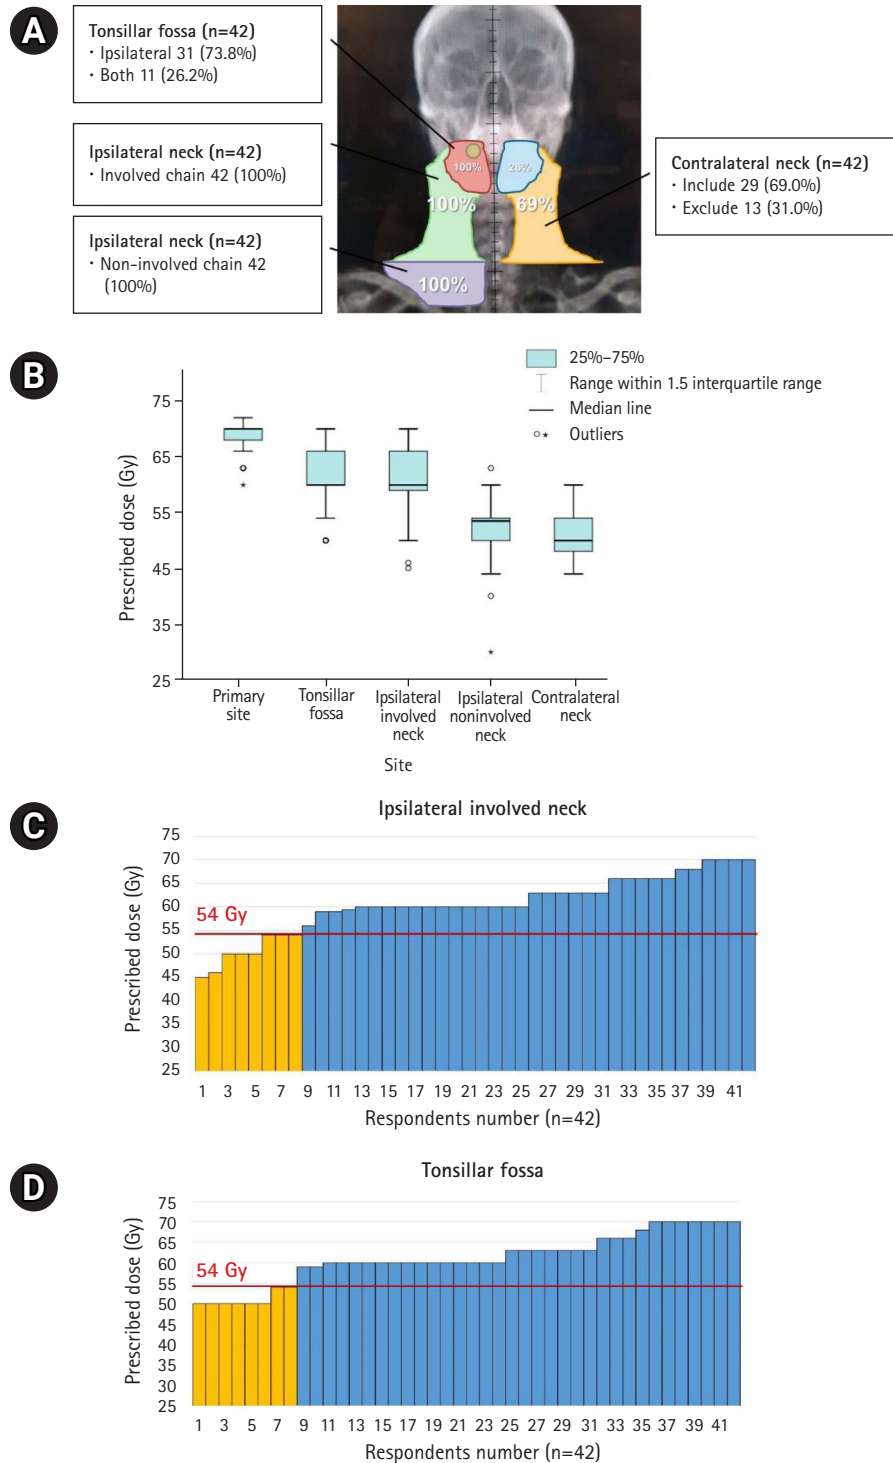 A
Tonsillar fossa (n=42)
· Ipsilateral 31 (73.8%)
· Both 11 (26.2%)
Ipsilateral neck (n=42)
· Involved chain 42 (100%)
Ipsilateral neck (n=42)
· Non-involved chain 42
(100%)
100%
26%
100%
69%
100%
Contralateral neck (n=42)
· Include 29 (69.0%)
· Exclude 13 (31.0%)
B
25%–75%
Range within 1.5 interquartile range
Median line
Outliers
Prescribed dose (Gy)
75
65
55
45
35
25
Primary
site
Tonsillar
fossa
Ipsilateral
involved
neck
Ipsilateral
noninvolved
neck
Contralateral
neck
Site
C
Ipsilateral involved neck
Prescribed dose (Gy)
75
70
65
60
55
50
45
40
35
30
25
54 Gy
1 3 5 7 9 11 13 15 17 19 21 23 25 27 29 31 33 35 37 39 41
Respondents number (n=42)
D
Tonsillar fossa
Prescribed dose (Gy)
75
70
65
60
55
50
45
40
35
30
25
54 Gy
1 3 5 7 9 11 13 15 17 19 21 23 25 27 29 31 33 35 37 39 41
Respondents number (n=42)